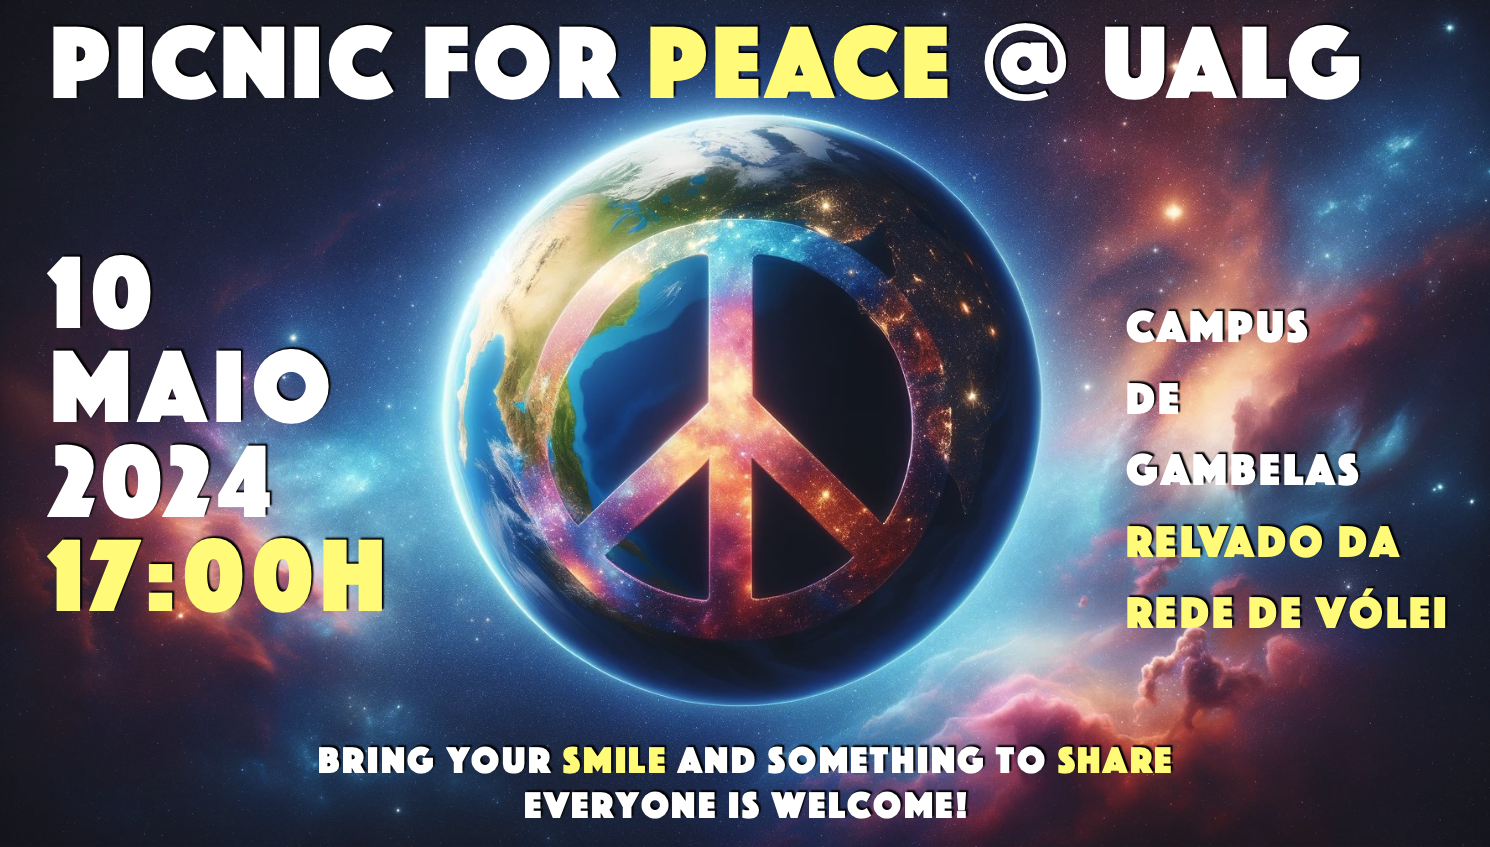 PICNIC FOR PEACE @ UALG
10
MAIO
2024
17:00H
CAMPUS
DE
GAMBELAS
RELVADO DA
REDE DE VÓLEI
BRING YOUR SMILE AND SOMETHING TO SHARE
EVERYONE IS WELCOME!